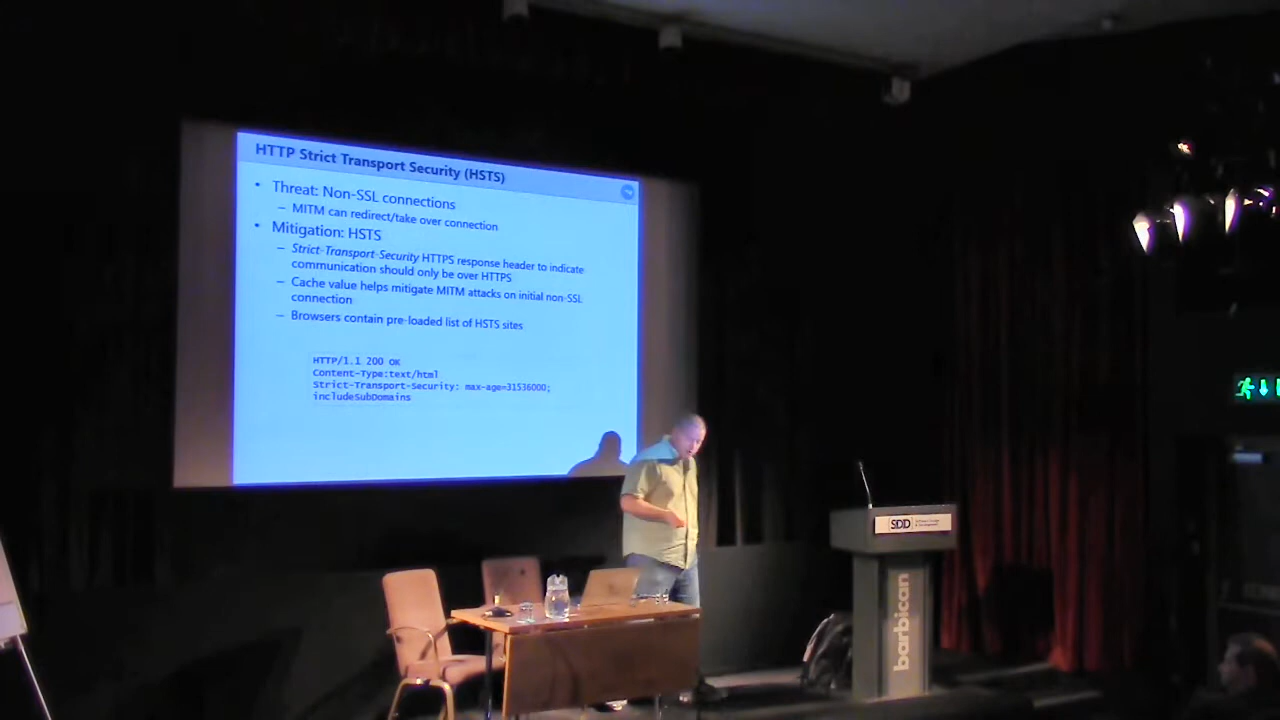 HTTP Strict Transport Security (HSTS)
• Threat: Non-SSL connections
– MITM can redirect/take over connection
• Mitigation: HSTS
– Strict-Transport-Security HTTPS response header to indicate
communication should only be over HTTPS
– Cache value helps mitigate MITM attacks on initial non-SSL
connection
– Browsers contain pre-loaded list of HSTS sites
HTTP/1.1 200 OK
Content-Type:text/html
Strict-Transport-Security: max-age=31536000;
includeSubDomains
SDD
barbican